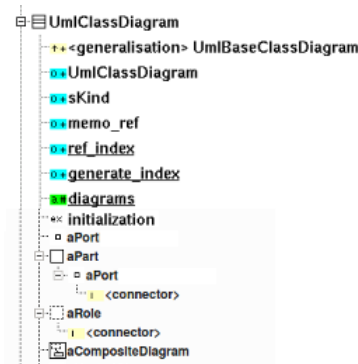 UmlClassDiagram
<generalisation> UmlBaseClassDiagram
UmlClassDiagram
sKind
memo_ref
ref_index
generate_index
diagrams
initialization
aPort
aPart
aPort
<connector>
aRole
<connector>
aCompositeDiagram